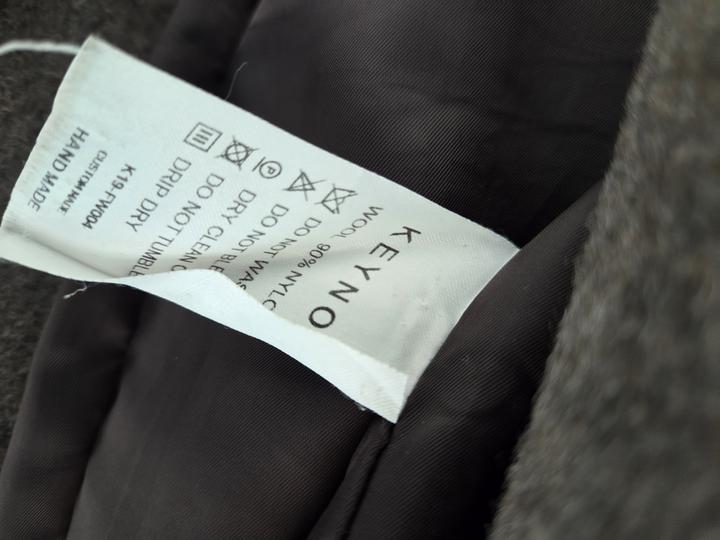 KEYNO
WOOL 90% NYLO
DO NOT WAS
DO NOT BLE
DRY CLEAN O
DO NOT TUMBLE
DRIP DRY
K19-FW004
CUSTOM MADE
HAND MADE